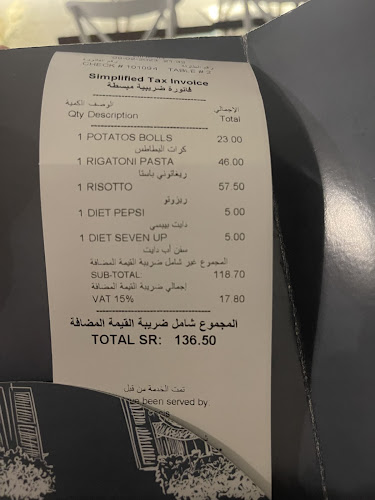 CHECK # 101001 TABLE # 2
Simplified Tax Invoice
فاتورة ضريبية مبسطة
الوصف الكمية الإجمالي
Qty Description Total
1 POTATOS BOLLS 23.00
كرات البطاطس
1 RIGATONI PASTA 46.00
ريغاتوني باستا
1 RISOTTO 57.50
ريزوتو
1 DIET PEPSI 5.00
دايت بيبسي
1 DIET SEVEN UP 5.00
سفن أب دايت
المجموع غير شامل ضريبة القيمة المضافة
SUB-TOTAL 118.70
إجمالي ضريبة القيمة المضافة
VAT 15% 17.80
المجموع شامل ضريبة القيمة المضافة
TOTAL SR: 136.50
تمت الخدمة من قبل
been served by